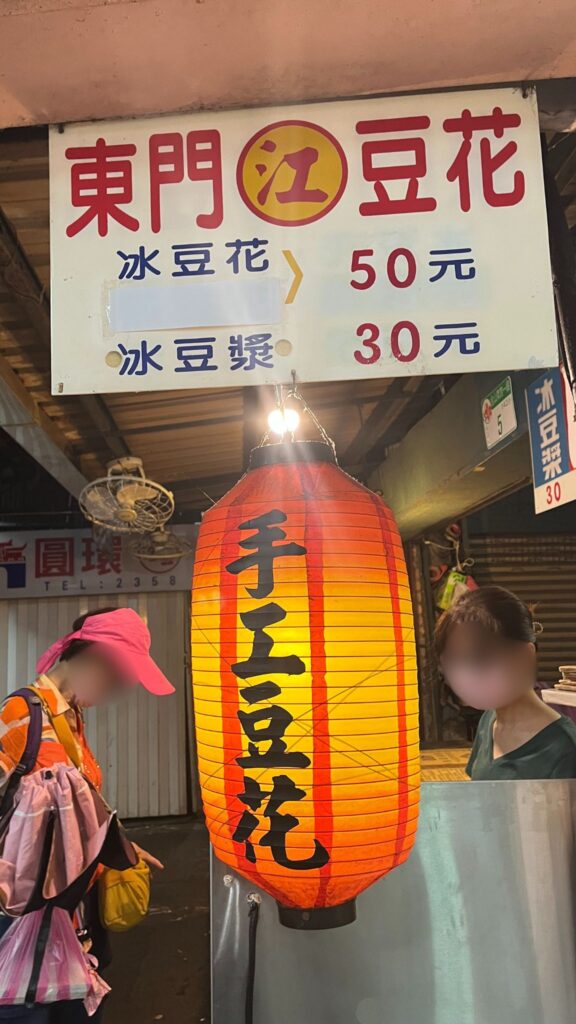 東門 江 豆花
冰豆花 〉 50元
冰豆漿 30元
手工豆花
冰豆漿
30
5
圓環
TEL:2358